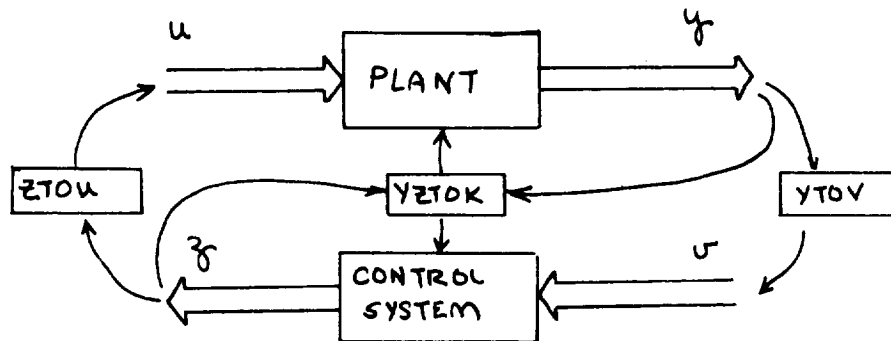 u
y
PLANT
ZTOU
YZTOK
YTOV
z
v
CONTROL
SYSTEM